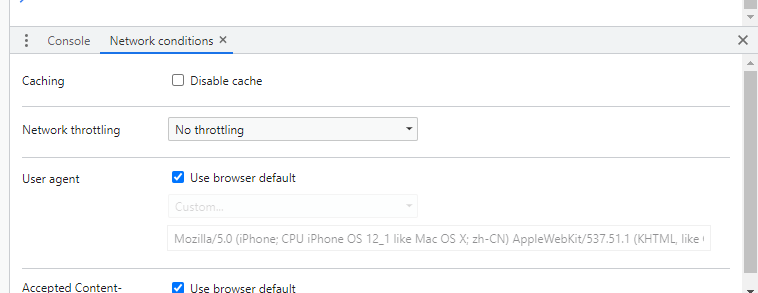 Console Network conditions
Caching Disable cache
Network throttling No throttling
User agent Use browser default
Custom...
Mozilla/5.0 (iPhone; CPU iPhone OS 12_1 like Mac OS X; zh-CN) AppleWebKit/537.51.1 (KHTML, like
Accepted Content- Use browser default